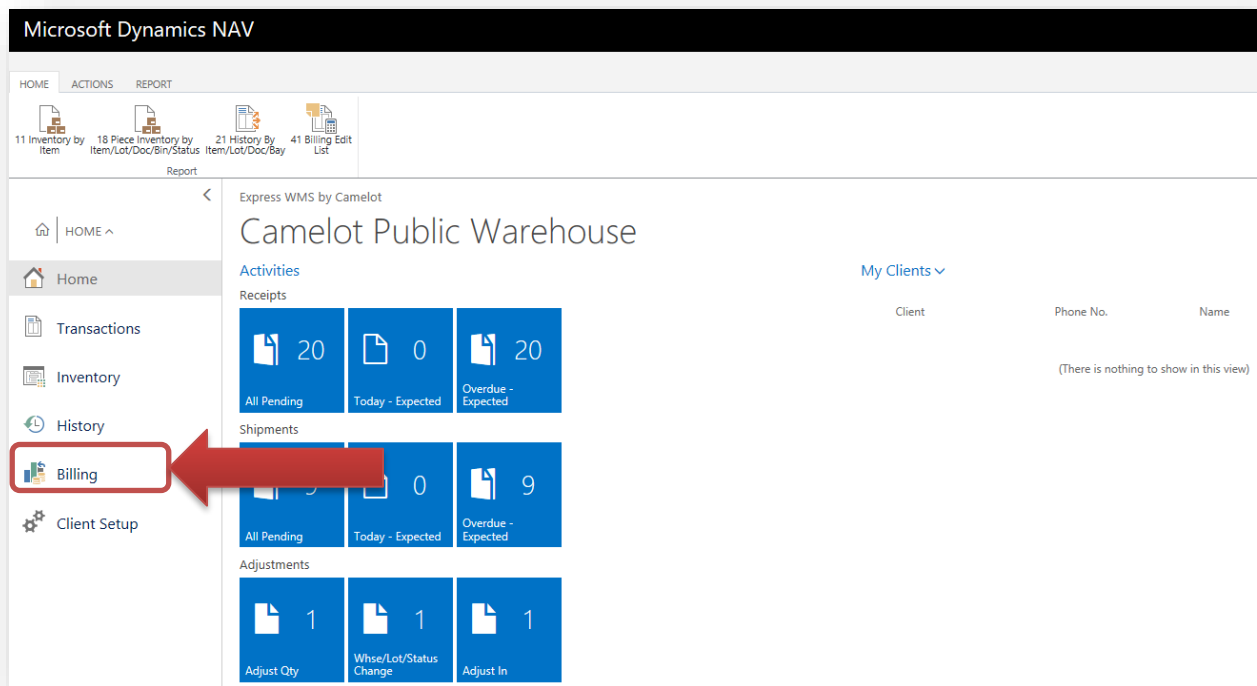 Microsoft Dynamics NAV
HOME ACTIONS REPORT
11 Inventory by Item
18 Piece Inventory by Item/Lot/Doc/Bin/Status
21 History By Item/Lot/Doc/Bay
41 Billing Edit List
Report
HOME
Home
Transactions
Inventory
History
Billing
Client Setup
Express WMS by Camelot
Camelot Public Warehouse
Activities
Receipts
20
All Pending
0
Today - Expected
20
Overdue -
Expected
Shipments
All Pending
0
Today - Expected
9
Overdue -
Expected
Adjustments
1
Adjust Qty
1
Whse/Lot/Status
Change
1
Adjust In
My Clients
Client Phone No. Name
(There is nothing to show in this view)